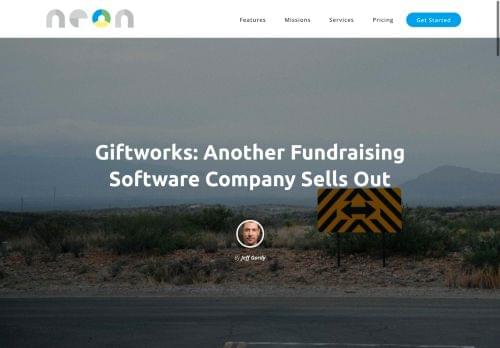 neon
Features Missions Services Pricing Get Started
Giftworks: Another Fundraising
Software Company Sells Out
By Jeff Gordy